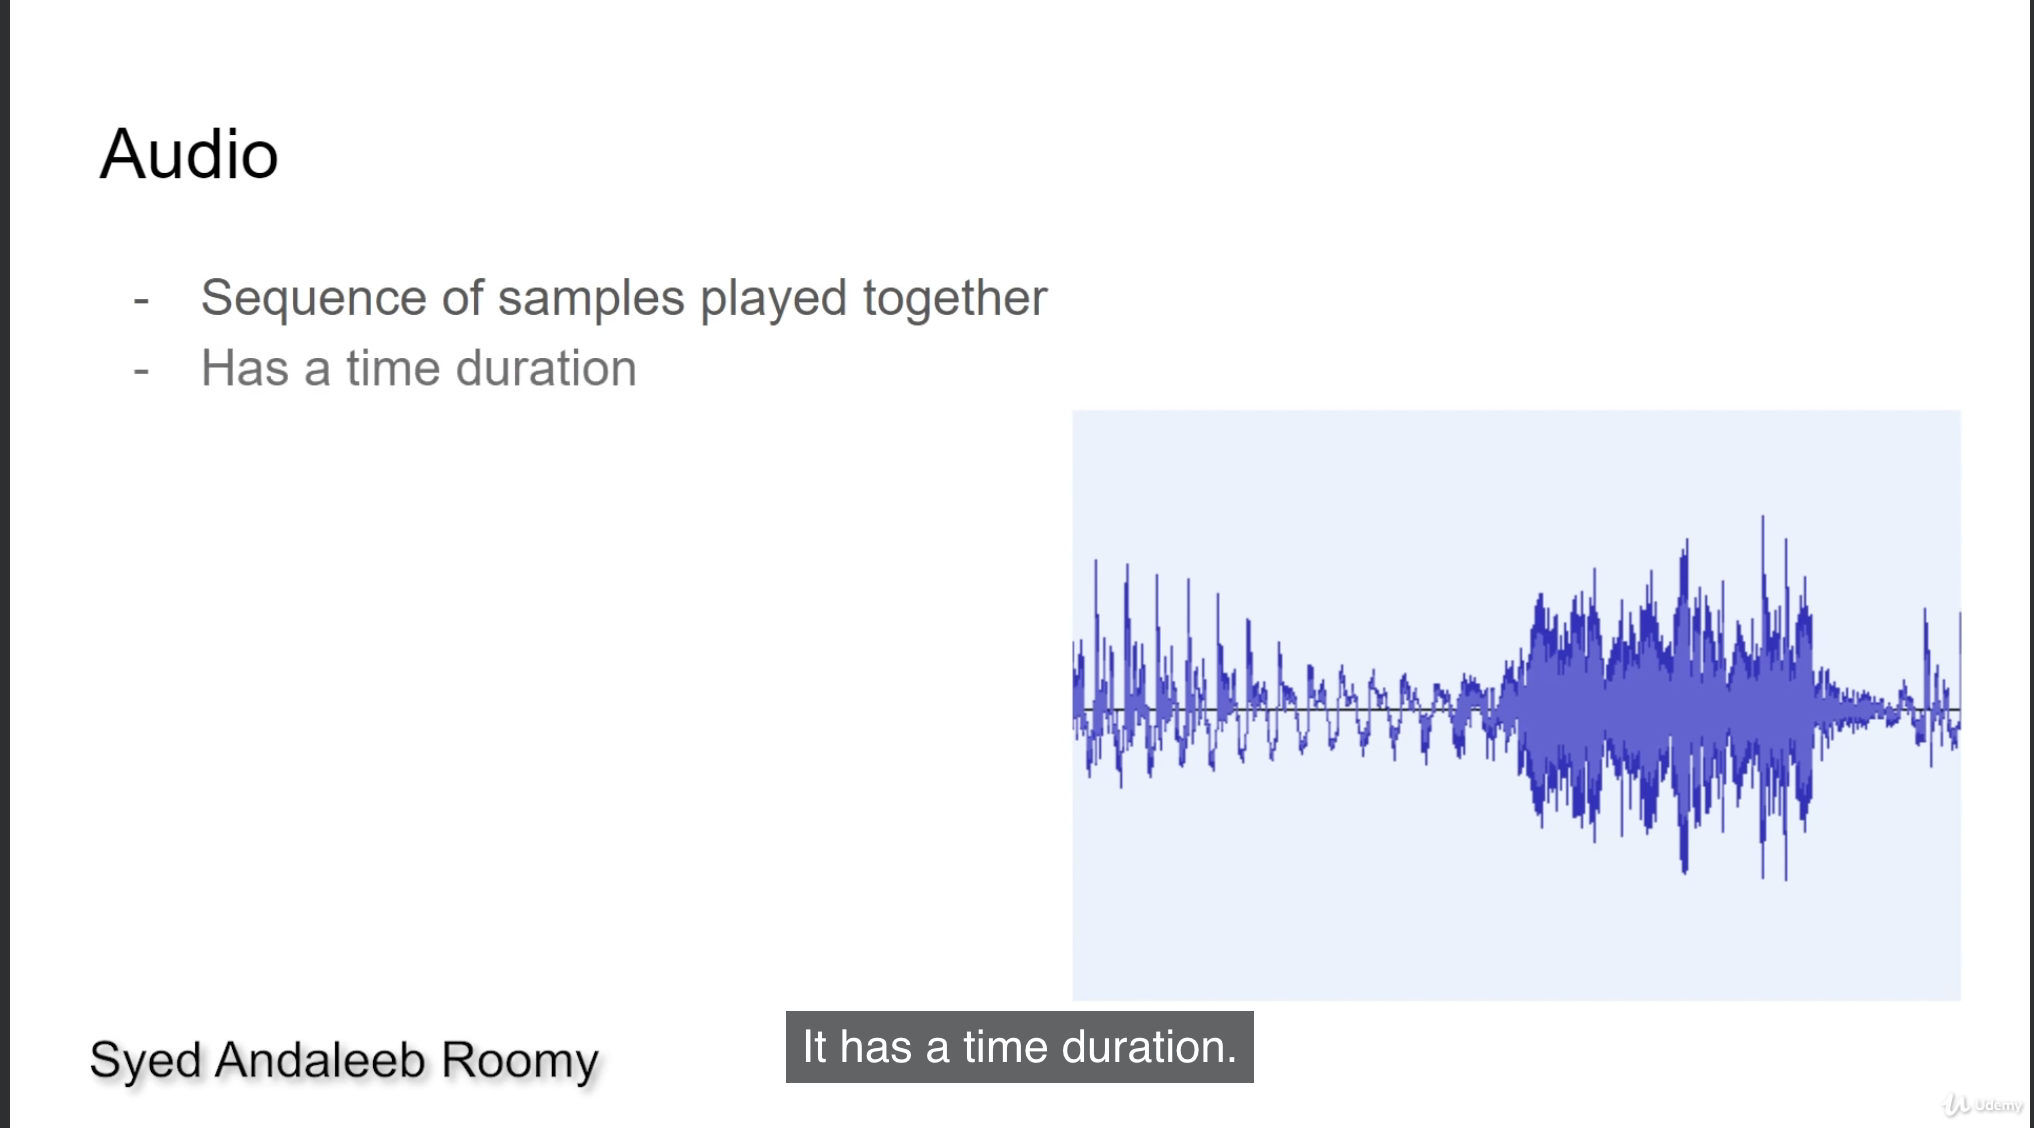 Audio
- Sequence of samples played together
- Has a time duration
Syed Andaleeb Roomy
It has a time duration.
Udemy